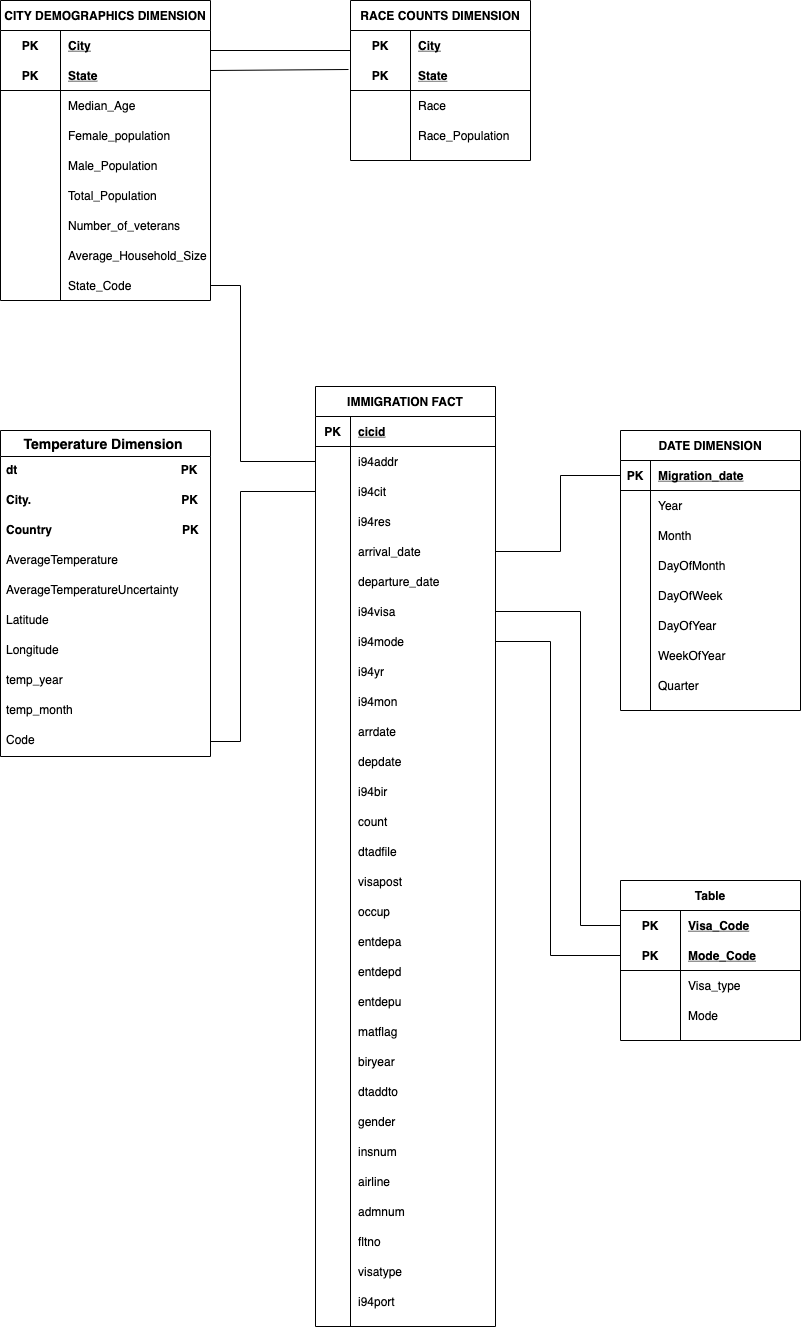 CITY DEMOGRAPHICS DIMENSION
PK City
PK State
Median_Age
Female_population
Male_Population
Total_Population
Number_of_veterans
Average_Household_Size
State_Code
RACE COUNTS DIMENSION
PK City
PK State
Race
Race_Population
Temperature Dimension
dt PK
City. PK
Country PK
AverageTemperature
AverageTemperatureUncertainty
Latitude
Longitude
temp_year
temp_month
Code
IMMIGRATION FACT
PK cicid
i94addr
i94cit
i94res
arrival_date
departure_date
i94visa
i94mode
i94yr
i94mon
arrdate
depdate
i94bir
count
dtadfile
visapost
occup
entdepa
entdepd
entdepu
matflag
biryear
dtaddto
gender
insnum
airline
admnum
fltno
visatype
i94port
DATE DIMENSION
PK Migration_date
Year
Month
DayOfMonth
DayOfWeek
DayOfYear
WeekOfYear
Quarter
Table
PK Visa_Code
PK Mode_Code
Visa_type
Mode